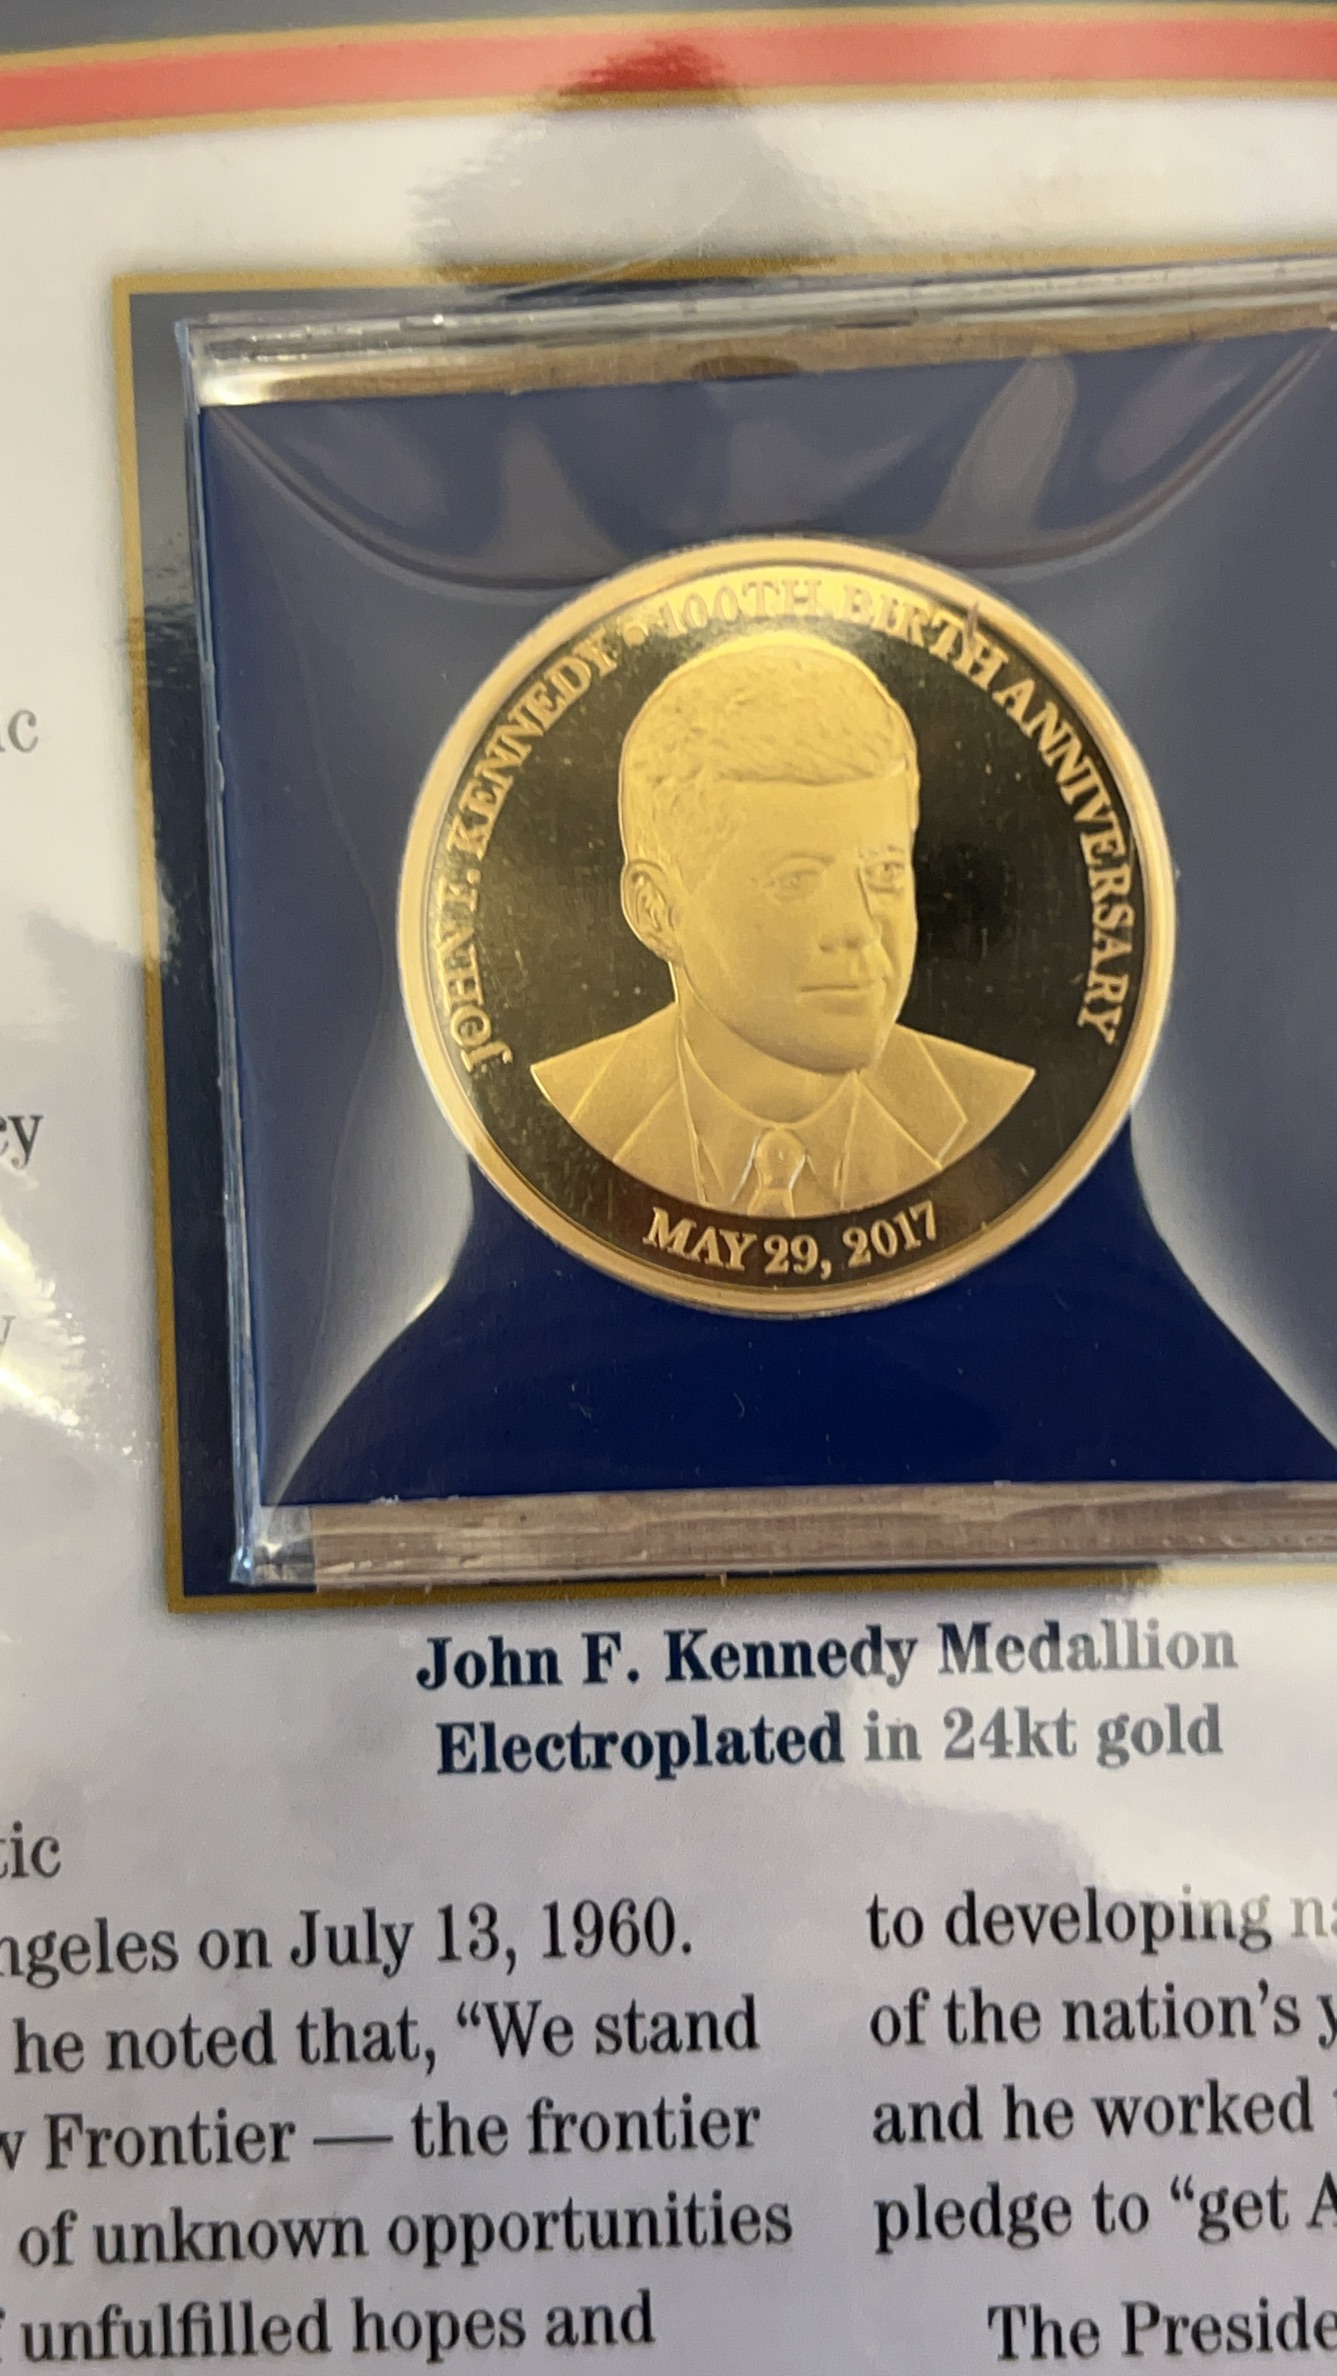 JOHN F. KENNEDY • 100TH BIRTH ANNIVERSARY
MAY 29, 2017
John F. Kennedy Medallion
Electroplated in 24kt gold
on July 13, 1960.
he noted that, “We stand
Frontier — the frontier
of unknown opportunities
unfulfilled hopes and
to developing
of the nation’s
and he worked
pledge to “get
The